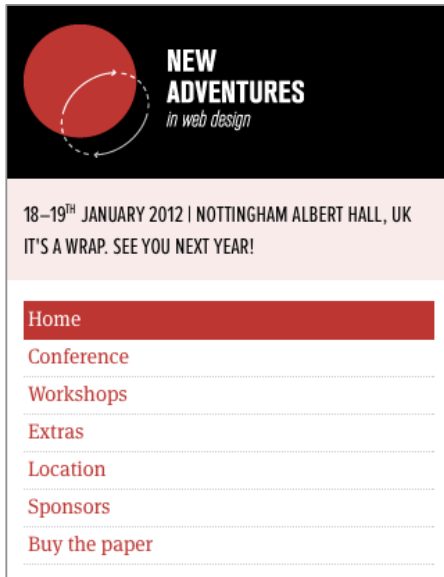 NEW
ADVENTURES
in web design
18–19TH JANUARY 2012 | NOTTINGHAM ALBERT HALL, UK
IT'S A WRAP. SEE YOU NEXT YEAR!
Home
Conference
Workshops
Extras
Location
Sponsors
Buy the paper